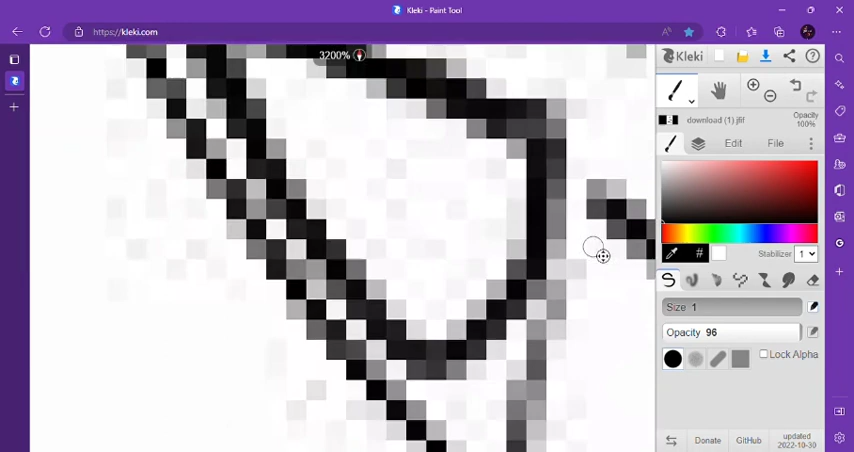 Kleki - Paint Tool
https://kleki.com
3200%
Kleki
download (1).jfif
Opacity
100%
Edit
File
#
Stabilizer 1
Size 1
Opacity 96
Lock Alpha
Donate
GitHub
updated
2022-10-30